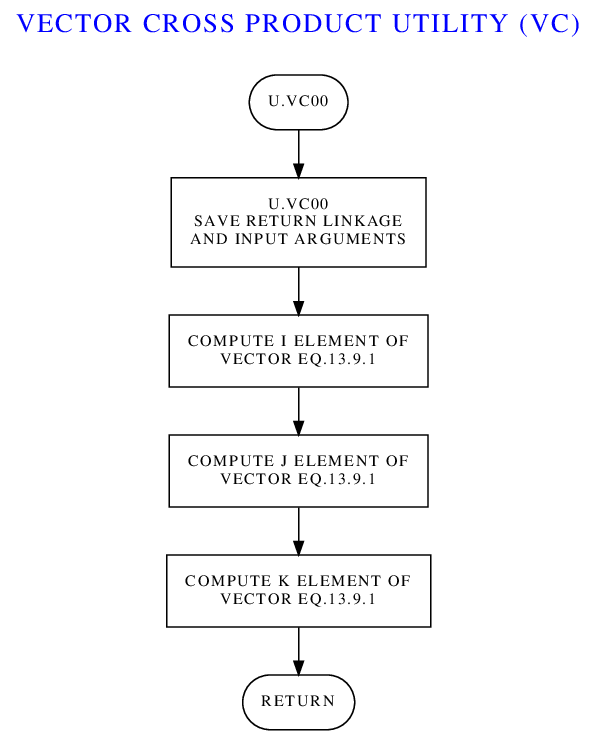 VECTOR CROSS PRODUCT UTILITY (VC)
U.VC00
U.VC00
SAVE RETURN LINKAGE
AND INPUT ARGUMENTS
COMPUTE I ELEMENT OF
VECTOR EQ.13.9.1
COMPUTE J ELEMENT OF
VECTOR EQ.13.9.1
COMPUTE K ELEMENT OF
VECTOR EQ.13.9.1
RETURN